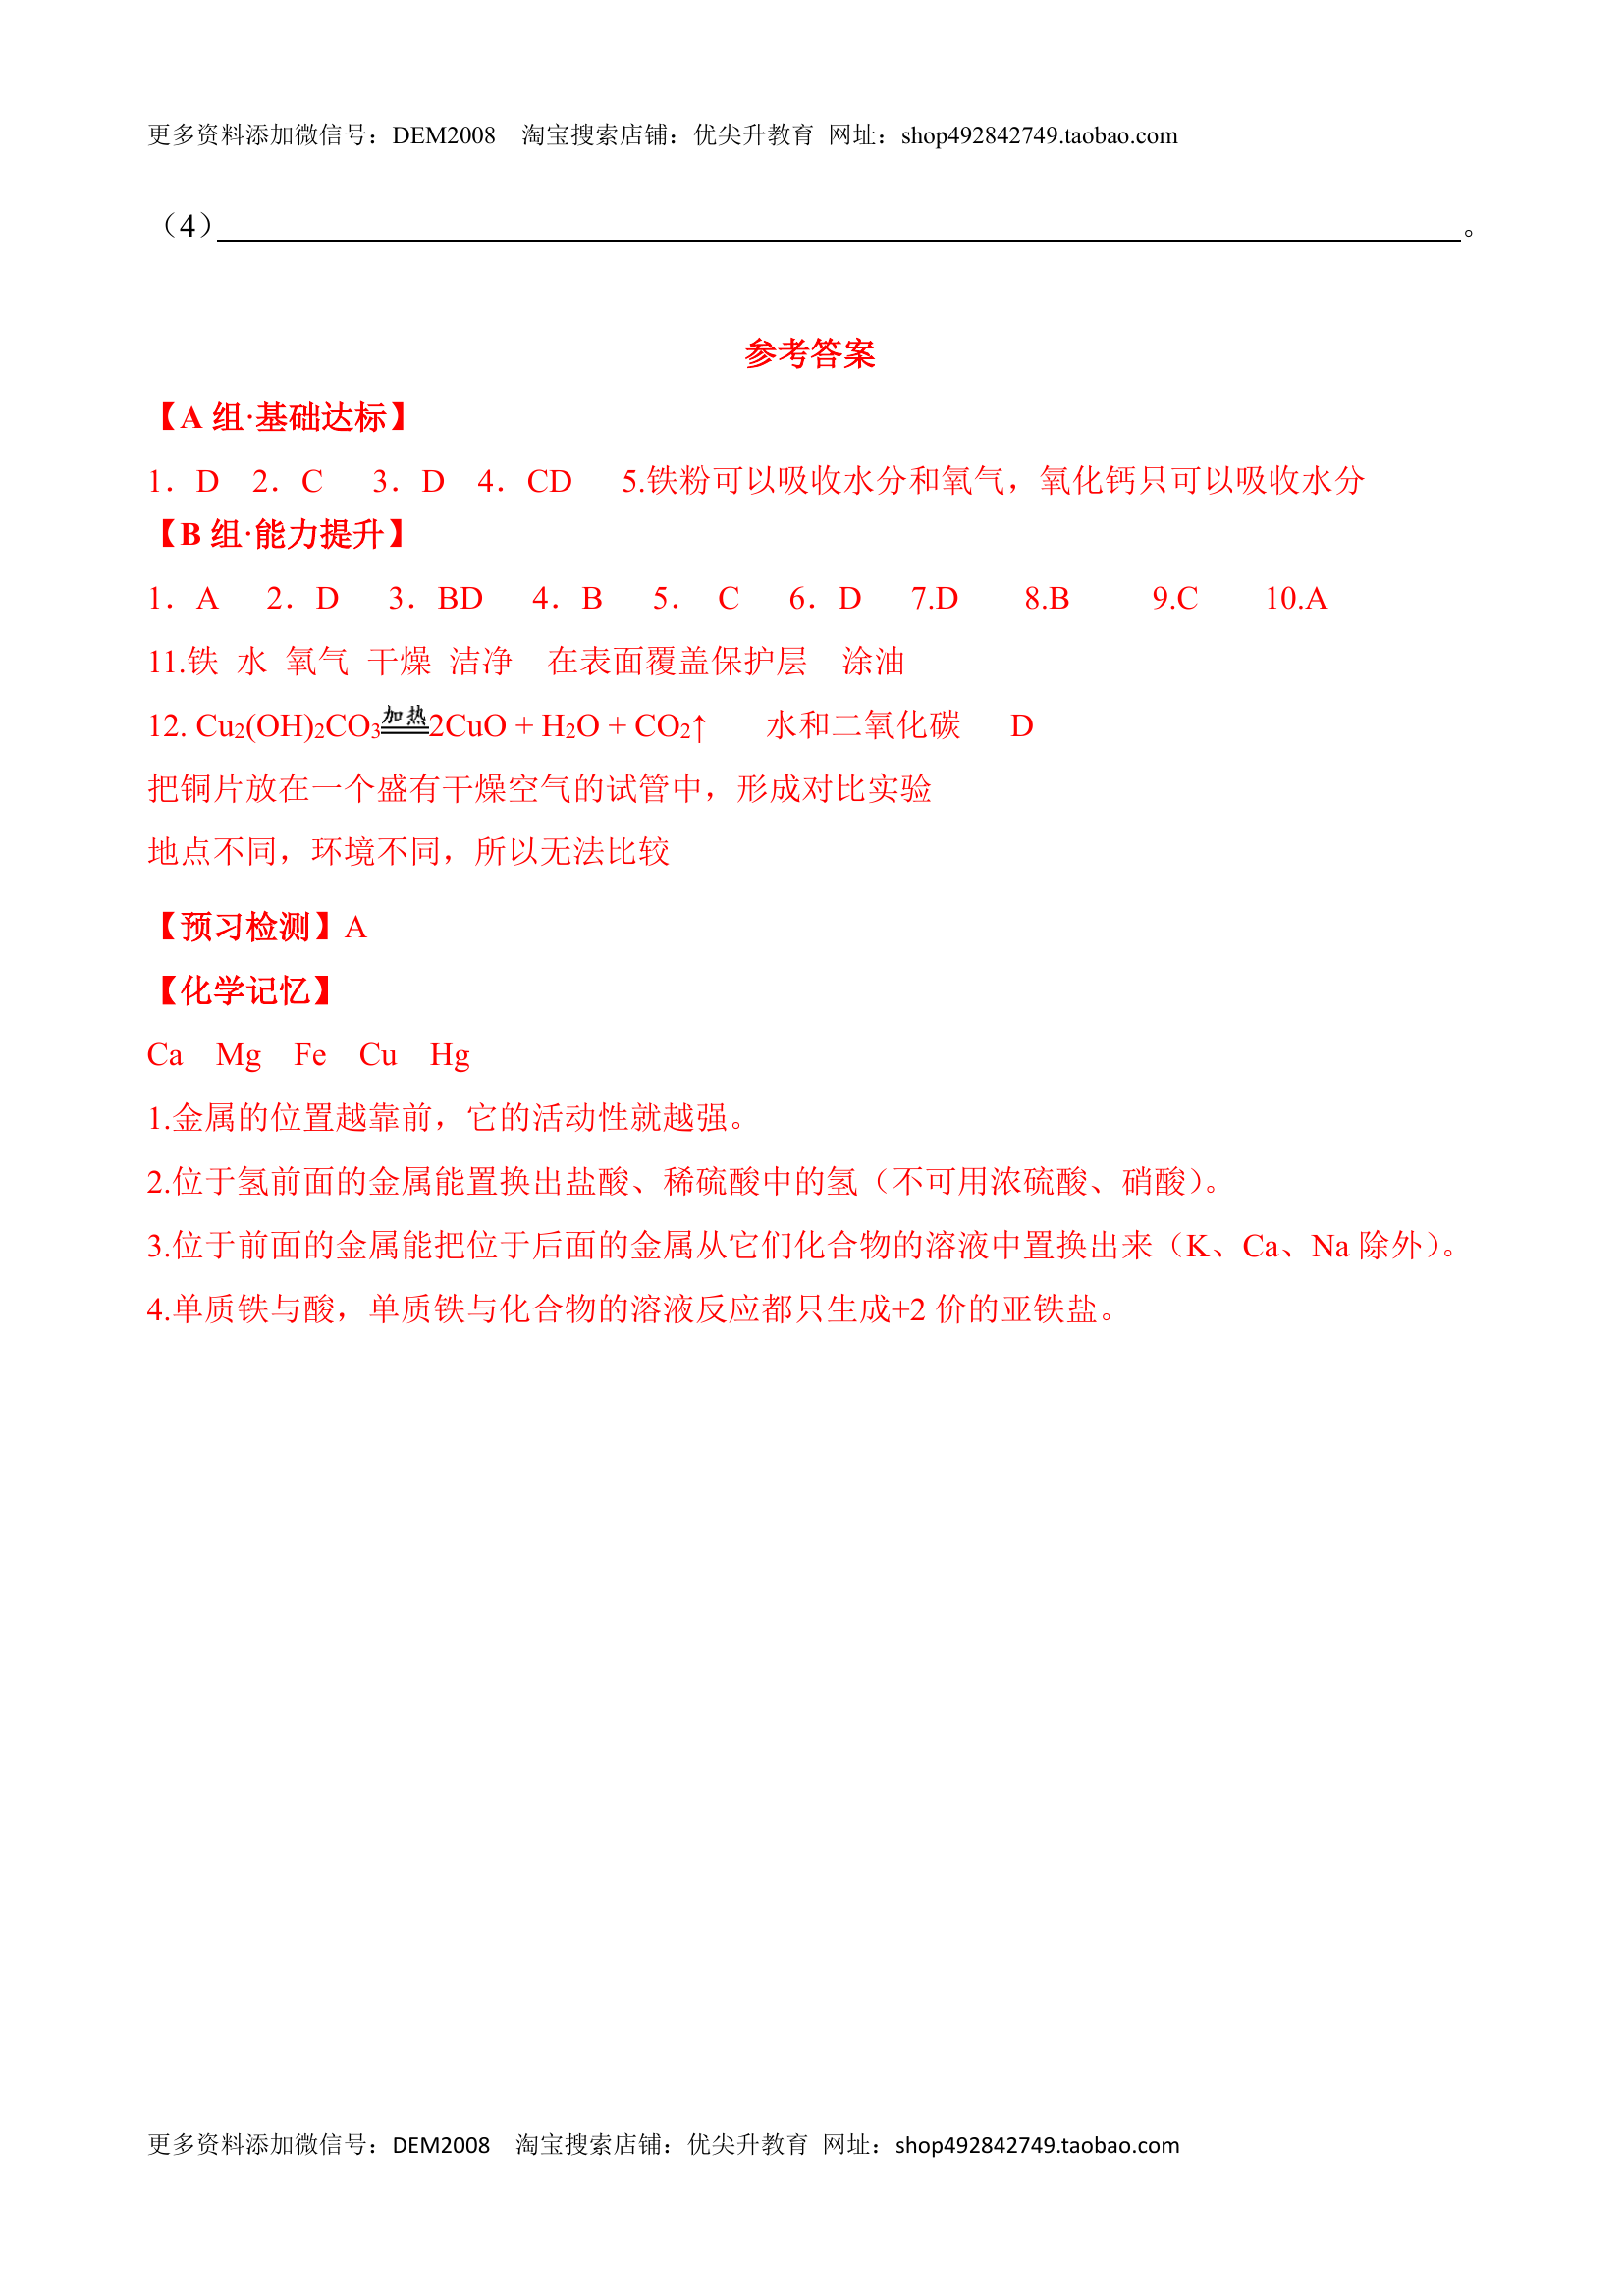 更多资料添加微信号：DEM2008 淘宝搜索店铺：优尖升教育 网址：shop492842749.taobao.com
（4）____________________。
参考答案
【A 组·基础达标】
1．D 2．C 3．D 4．CD 5.铁粉可以吸收水分和氧气，氧化钙只可以吸收水分
【B 组·能力提升】
1．A 2．D 3．BD 4．B 5． C 6．D 7.D 8.B 9.C 10.A
11.铁 水 氧气 干燥 洁净 在表面覆盖保护层 涂油
12. Cu₂(OH)₂CO₃ 加热 2CuO + H₂O + CO₂↑ 水和二氧化碳 D
把铜片放在一个盛有干燥空气的试管中，形成对比实验
地点不同，环境不同，所以无法比较
【预习检测】A
【化学记忆】
Ca Mg Fe Cu Hg
1.金属的位置越靠前，它的活动性就越强。
2.位于氢前面的金属能置换出盐酸、稀硫酸中的氢（不可用浓硫酸、硝酸）。
3.位于前面的金属能把位于后面的金属从它们化合物的溶液中置换出来（K、Ca、Na 除外）。
4.单质铁与酸，单质铁与化合物的溶液反应都只生成+2 价的亚铁盐。
更多资料添加微信号：DEM2008 淘宝搜索店铺：优尖升教育 网址：shop492842749.taobao.com